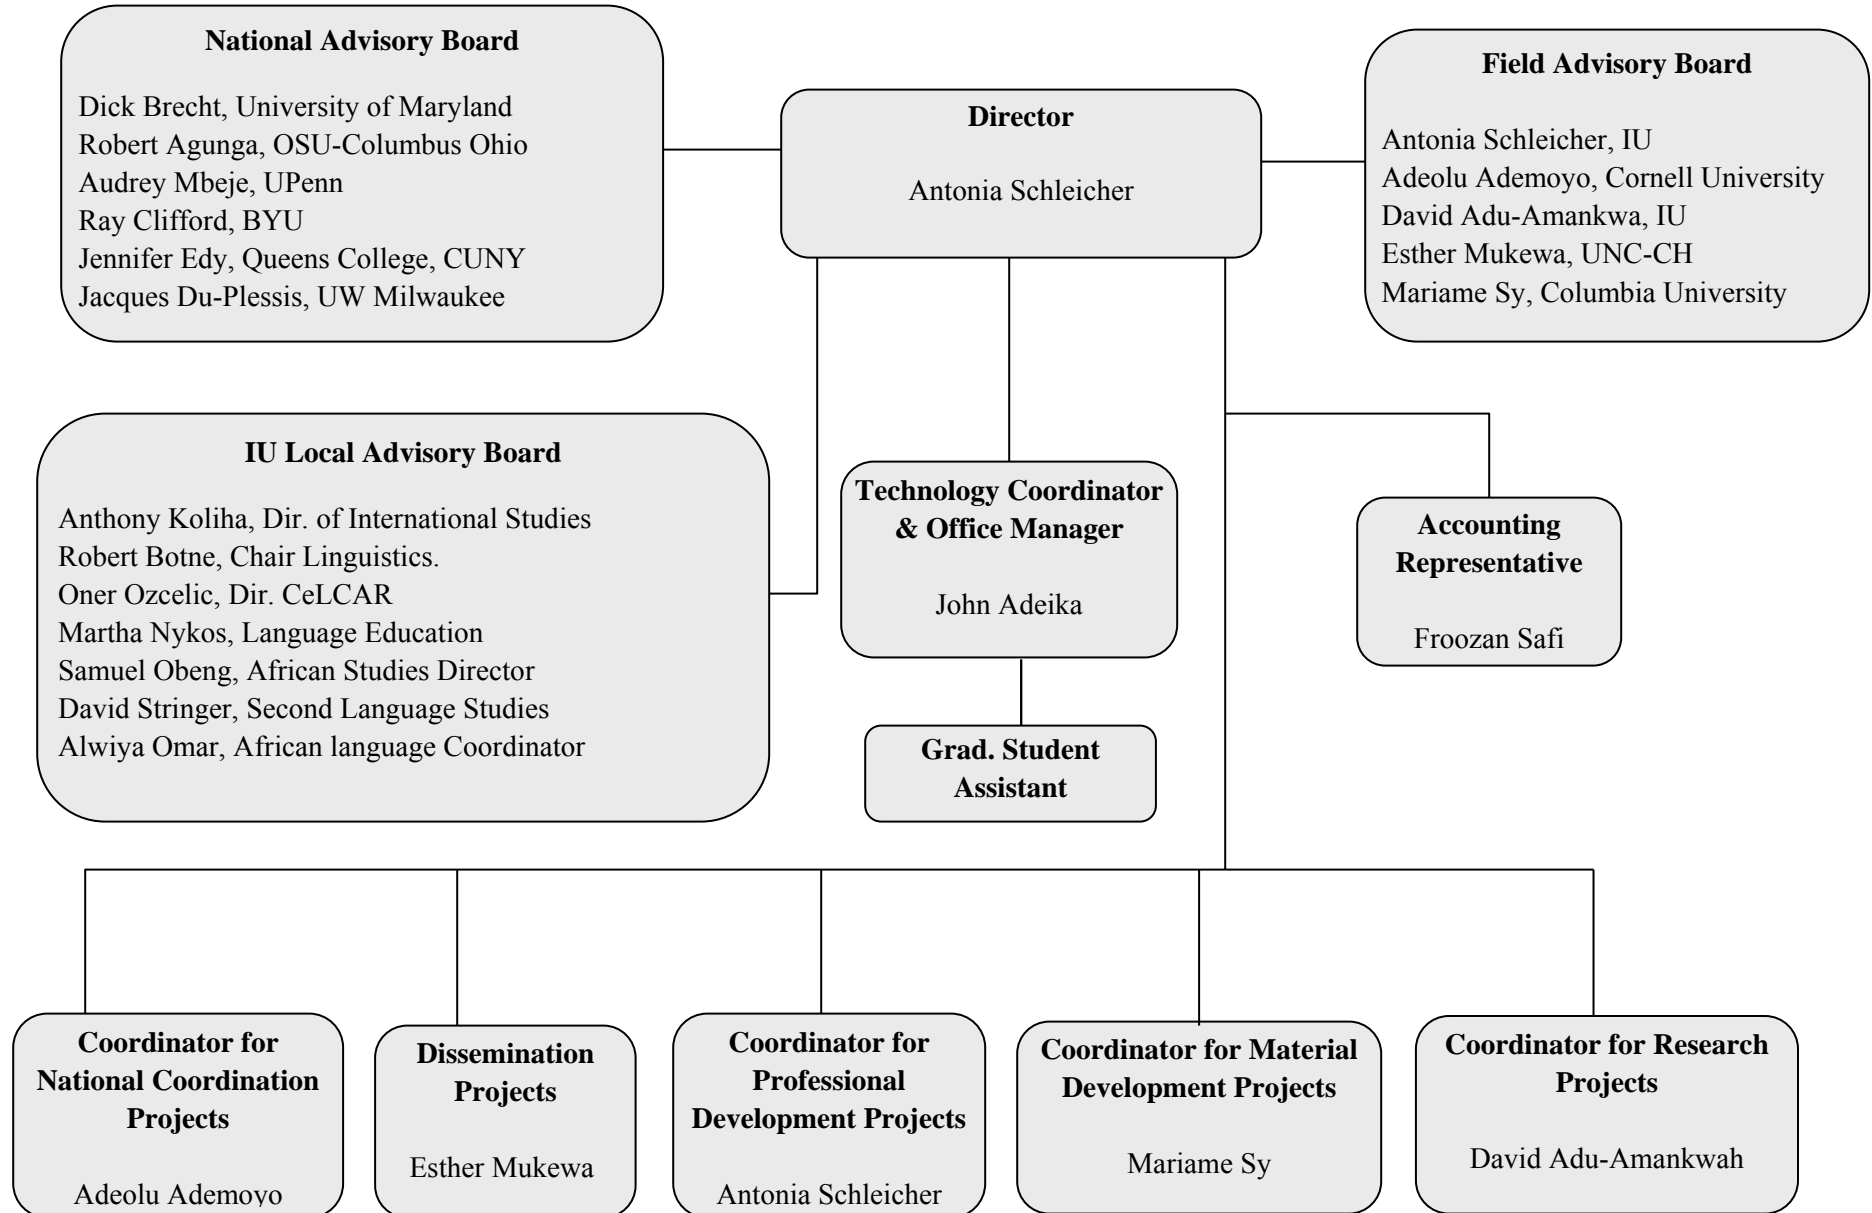 National Advisory Board
Dick Brecht, University of Maryland
Robert Agunga, OSU-Columbus Ohio
Audrey Mbeje, UPenn
Ray Clifford, BYU
Jennifer Edy, Queens College, CUNY
Jacques Du-Plessis, UW Milwaukee
Director
Antonia Schleicher
Field Advisory Board
Antonia Schleicher, IU
Adeolu Ademoyo, Cornell University
David Adu-Amankwa, IU
Esther Mukewa, UNC-CH
Mariame Sy, Columbia University
IU Local Advisory Board
Anthony Koliha, Dir. of International Studies
Robert Botne, Chair Linguistics.
Oner Ozcelic, Dir. CeLCAR
Martha Nykos, Language Education
Samuel Obeng, African Studies Director
David Stringer, Second Language Studies
Alwiya Omar, African language Coordinator
Technology Coordinator
& Office Manager
John Adeika
Accounting
Representative
Froozan Safi
Grad. Student
Assistant
Coordinator for
National Coordination
Projects
Adeolu Ademoyo
Dissemination
Projects
Esther Mukewa
Coordinator for
Professional
Development Projects
Antonia Schleicher
Coordinator for Material
Development Projects
Mariame Sy
Coordinator for Research
Projects
David Adu-Amankwah